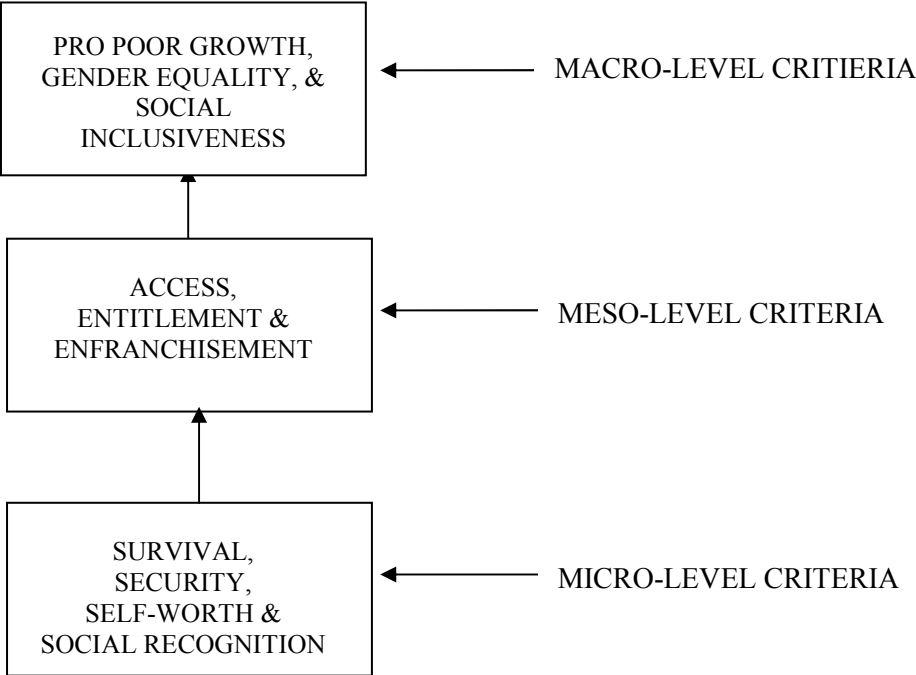 PRO POOR GROWTH,
GENDER EQUALITY, &
SOCIAL
INCLUSIVENESS
MACRO-LEVEL CRITIERIA
ACCESS,
ENTITLEMENT &
ENFRANCHISEMENT
MESO-LEVEL CRITERIA
SURVIVAL,
SECURITY,
SELF-WORTH &
SOCIAL RECOGNITION
MICRO-LEVEL CRITERIA